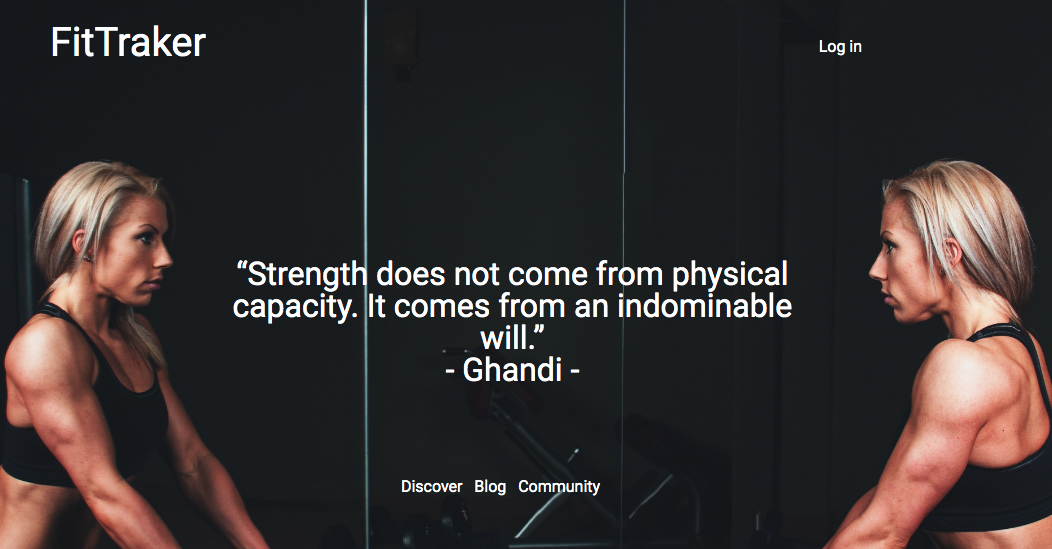 FitTraker
Log in
“Strength does not come from physical
capacity. It comes from an indominable
will.”
- Ghandi -
Discover Blog Community